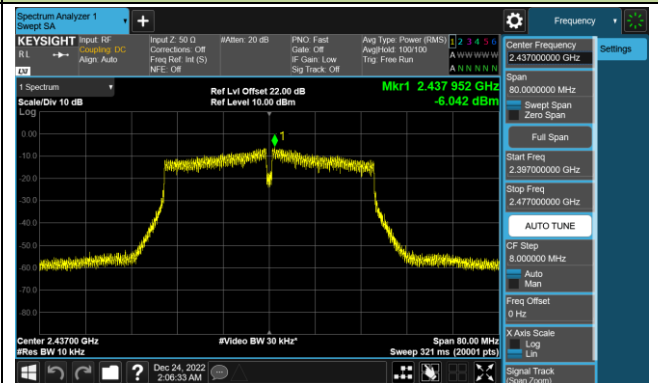 Spectrum Analyzer 1
Swept SA
Frequency
KEYSIGHT
RL
LXI
Input: RF
Coupling: DC
Align: Auto
Input Z: 50 Ω
Corrections: Off
Freq Ref: Int (S)
NFE: Off
#Atten: 20 dB
PNO: Fast
Gate: Off
IF Gain: Low
Sig Track: Off
Avg Type: Power (RMS)
Avg|Hold: 100/100
Trig: Free Run
1 2 3 4 5 6
A W W W W W
A N N N N N
Settings
Center Frequency
2.437000000 GHz
Span
80.0000000 MHz
Swept Span
Zero Span
Full Span
Start Freq
2.397000000 GHz
Stop Freq
2.477000000 GHz
AUTO TUNE
CF Step
8.000000 MHz
Auto
Man
Freq Offset
0 Hz
X Axis Scale
Log
Lin
Signal Track
(Span Zoom)
1 Spectrum
Scale/Div 10 dB
Ref Lvl Offset 22.00 dB
Ref Level 10.00 dBm
Mkr1 2.437 952 GHz
-6.042 dBm
Log
1
0.00
-10.0
-20.0
-30.0
-40.0
-50.0
-60.0
-70.0
-80.0
Center 2.43700 GHz
#Res BW 10 kHz
#Video BW 30 kHz*
Span 80.00 MHz
Sweep 321 ms (20001 pts)
?
Dec 24, 2022
2:06:33 AM